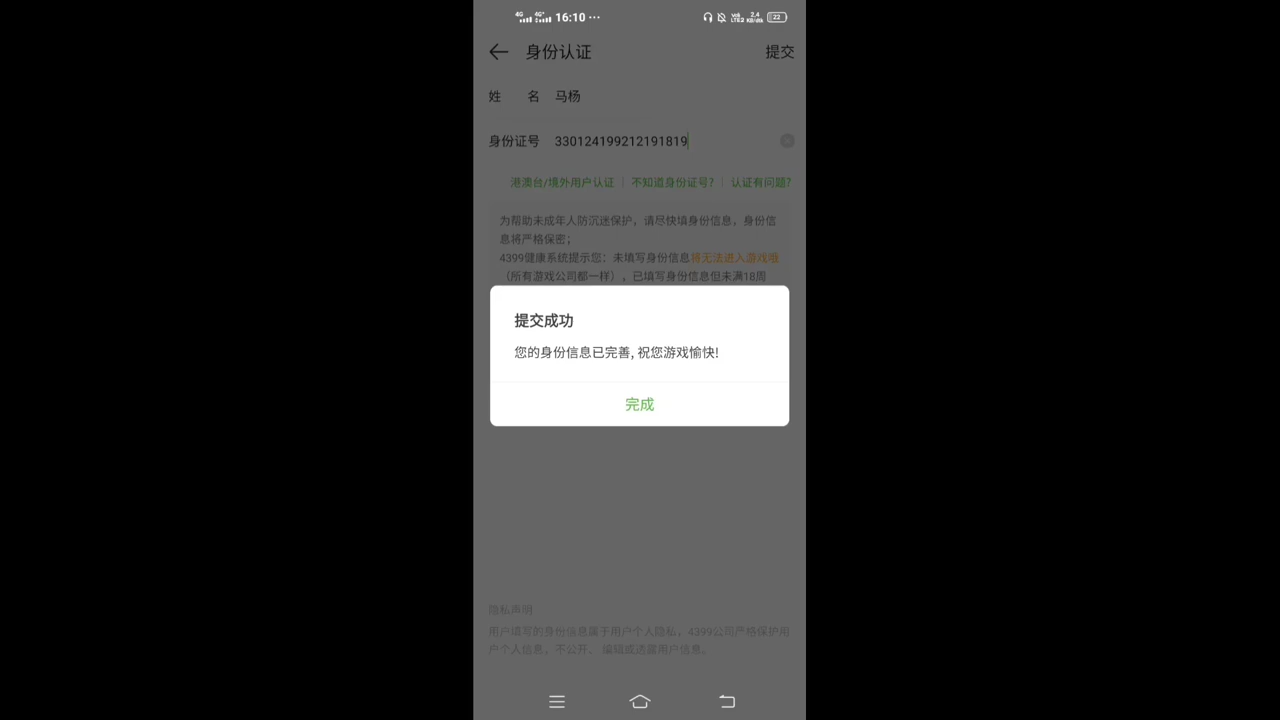 16:10 ···
22
身份认证
提交
姓 名 马杨
身份证号 330124199212191819
港澳台/境外用户认证 | 不知道身份证号? | 认证有问题?
为帮助未成年人防沉迷保护，请尽快填身份信息，身份信
息将严格保密；
4399健康系统提示您：未填写身份信息将无法进入游戏哦
（所有游戏公司都一样），已填写身份信息但未满18周
提交成功
您的身份信息已完善, 祝您游戏愉快!
完成
隐私声明
用户填写的身份信息属于用户个人隐私，4399公司严格保护用
户个人信息，不公开、编辑或透露用户信息。